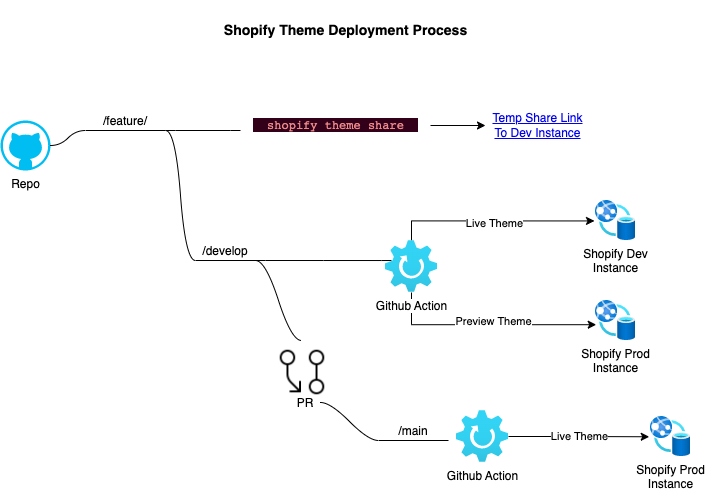 Shopify Theme Deployment Process
/feature/
shopify theme share
Temp Share Link
To Dev Instance
Repo
/develop
Live Theme
Shopify Dev
Instance
Github Action
Preview Theme
Shopify Prod
Instance
PR
/main
Live Theme
Github Action
Shopify Prod
Instance